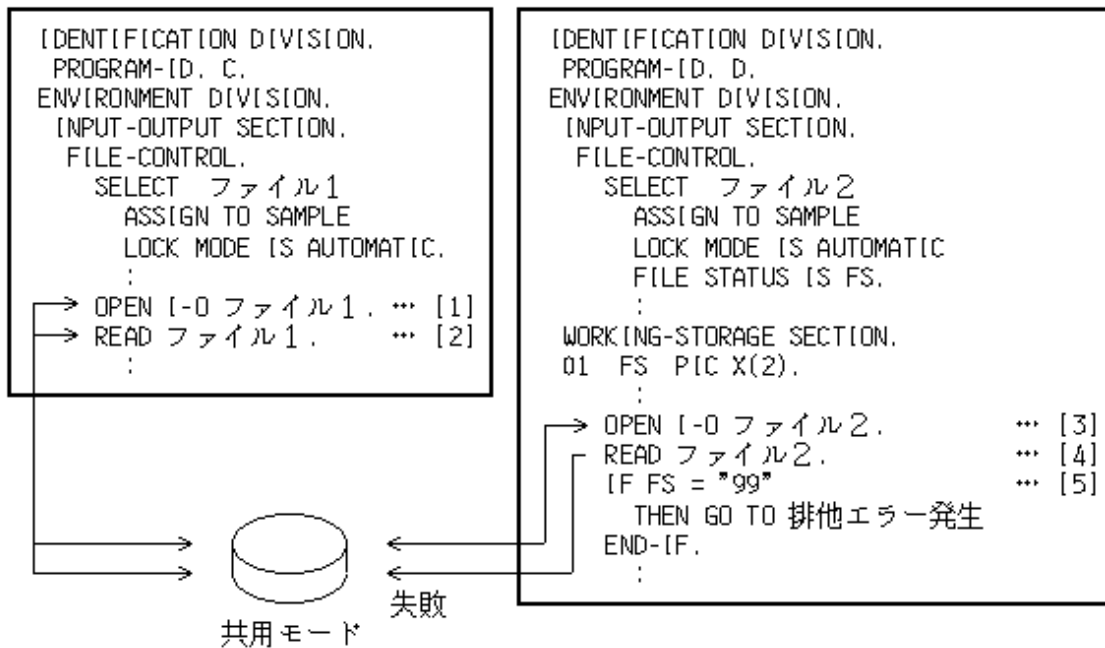 IDENTIFICATION DIVISION.
PROGRAM-ID. C.
ENVIRONMENT DIVISION.
INPUT-OUTPUT SECTION.
FILE-CONTROL.
SELECT ファイル1
ASSIGN TO SAMPLE
LOCK MODE IS AUTOMATIC.
:
OPEN I-O ファイル1. … [1]
READ ファイル1. … [2]
:
IDENTIFICATION DIVISION.
PROGRAM-ID. D.
ENVIRONMENT DIVISION.
INPUT-OUTPUT SECTION.
FILE-CONTROL.
SELECT ファイル2
ASSIGN TO SAMPLE
LOCK MODE IS AUTOMATIC
FILE STATUS IS FS.
:
WORKING-STORAGE SECTION.
01 FS PIC X(2).
:
OPEN I-O ファイル2. … [3]
READ ファイル2. … [4]
IF FS = "99" … [5]
THEN GO TO 排他エラー発生
END-IF.
:
失敗
共用モード